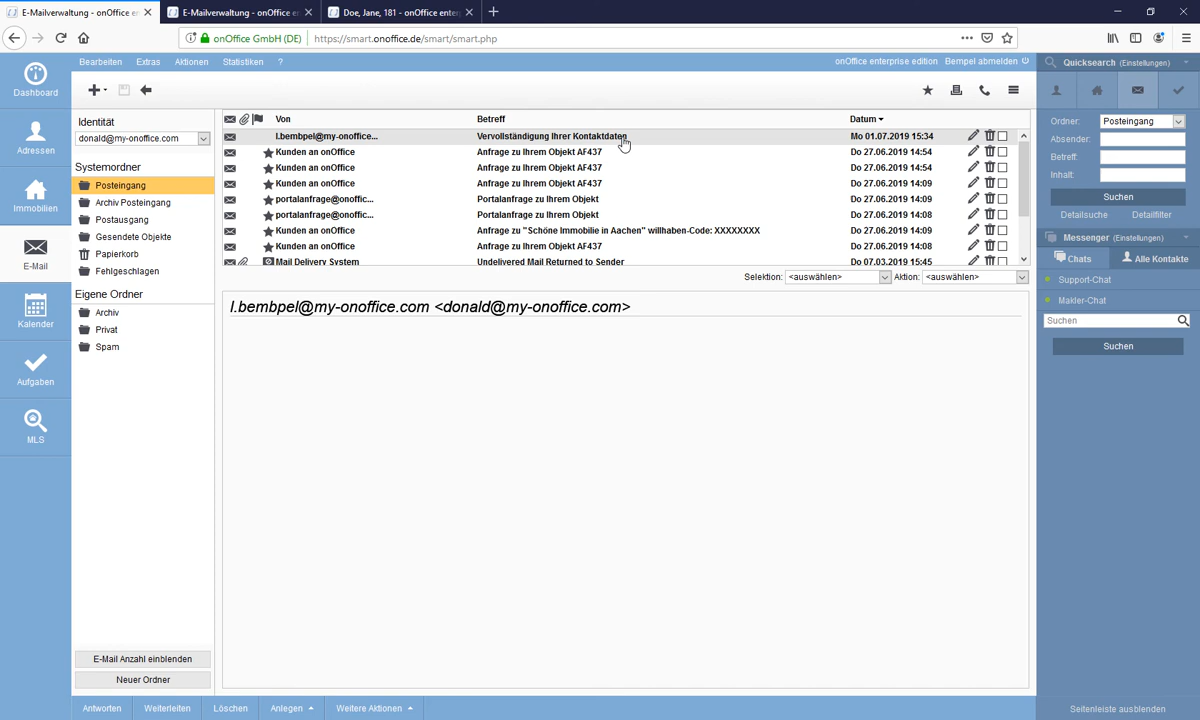 E-Mailverwaltung - onOffice er
E-Mailverwaltung - onOffice en
Doe, Jane, 181 - onOffice enter
onOffice GmbH (DE)
https://smart.onoffice.de/smart/smart.php
Dashboard
Adressen
Immobilien
E-Mail
Kalender
Aufgaben
MLS
Bearbeiten Extras Aktionen Statistiken ?
onOffice enterprise edition Bempel abmelden
Identität
donald@my-onoffice.com
Systemordner
Posteingang
Archiv Posteingang
Postausgang
Gesendete Objekte
Papierkorb
Fehlgeschlagen
Eigene Ordner
Archiv
Privat
Spam
E-Mail Anzahl einblenden
Neuer Ordner
Von Betreff Datum
l.bembpel@my-onoffice... Vervollständigung Ihrer Kontaktdaten Mo 01.07.2019 15:34
Kunden an onOffice Anfrage zu Ihrem Objekt AF437 Do 27.06.2019 14:54
Kunden an onOffice Anfrage zu Ihrem Objekt AF437 Do 27.06.2019 14:54
Kunden an onOffice Anfrage zu Ihrem Objekt AF437 Do 27.06.2019 14:09
portalanfrage@onoffic... Portalanfrage zu Ihrem Objekt Do 27.06.2019 14:09
portalanfrage@onoffic... Portalanfrage zu Ihrem Objekt Do 27.06.2019 14:08
Kunden an onOffice Anfrage zu "Schöne Immobilie in Aachen" willhaben-Code: XXXXXXXX Do 27.06.2019 14:09
Kunden an onOffice Anfrage zu Ihrem Objekt AF437 Do 27.06.2019 14:08
Mail Delivery System Undelivered Mail Returned to Sender Do 07.03.2019 15:45
Selektion: <auswählen> Aktion: <auswählen>
l.bembpel@my-onoffice.com <donald@my-onoffice.com>
Antworten Weiterleiten Löschen Anlegen Weitere Aktionen
Quicksearch (Einstellungen)
Ordner: Posteingang
Absender:
Betreff:
Inhalt:
Suchen
Detailsuche Detailfilter
Messenger (Einstellungen)
Chats Alle Kontakte
Support-Chat
Makler-Chat
Suchen
Suchen
Seitenleiste ausblenden